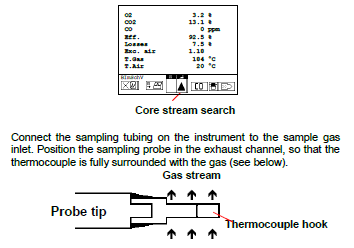 O2 3.2 %
CO2 13.1 %
CO 0 ppm
Eff. 92.5 %
Losses 7.5 %
Exc. air 1.18
T.Gas 184 °C
T.Air 20 °C
CO
Core stream search
Connect the sampling tubing on the instrument to the sample gas
inlet. Position the sampling probe in the exhaust channel, so that the
thermocouple is fully surrounded with the gas (see below).
Gas stream
Probe tip
Thermocouple hook